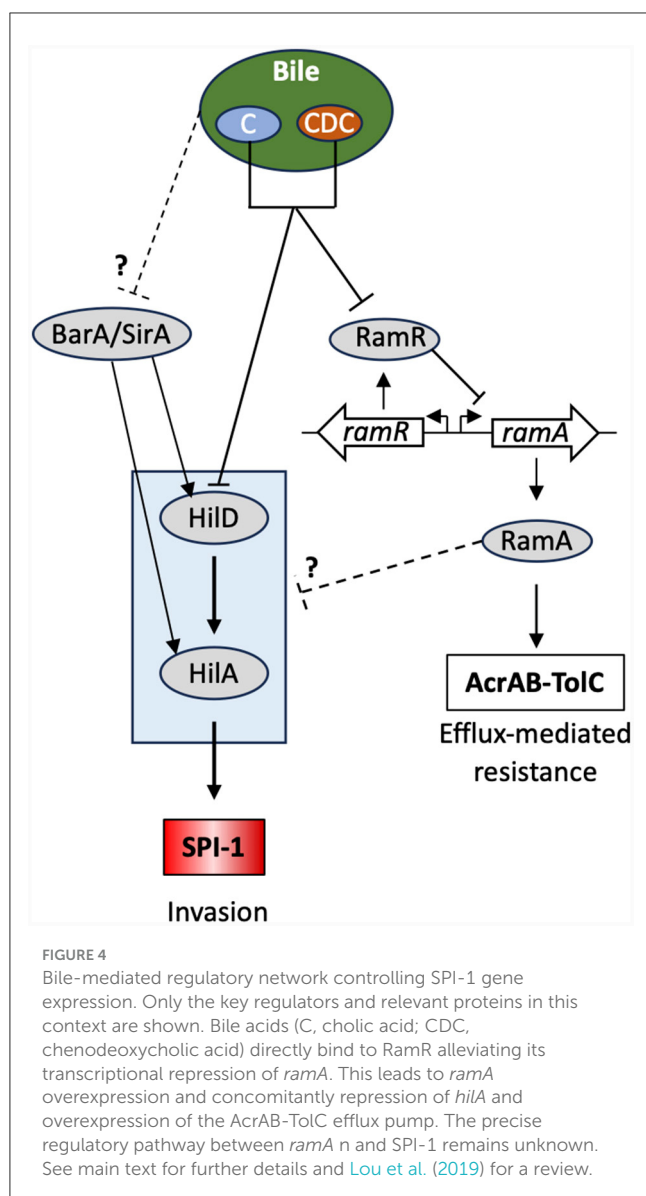 Bile
C CDC
?
BarA/SirA
RamR
ramR ramA
HilD
RamA
?
HilA
AcrAB-TolC
Efflux-mediated
resistance
SPI-1
Invasion
FIGURE 4
Bile-mediated regulatory network controlling SPI-1 gene
expression. Only the key regulators and relevant proteins in this
context are shown. Bile acids (C, cholic acid; CDC,
chenodeoxycholic acid) directly bind to RamR alleviating its
transcriptional repression of ramA. This leads to ramA
overexpression and concomitantly repression of hilA and
overexpression of the AcrAB-TolC efflux pump. The precise
regulatory pathway between ramA n and SPI-1 remains unknown.
See main text for further details and Lou et al. (2019) for a review.